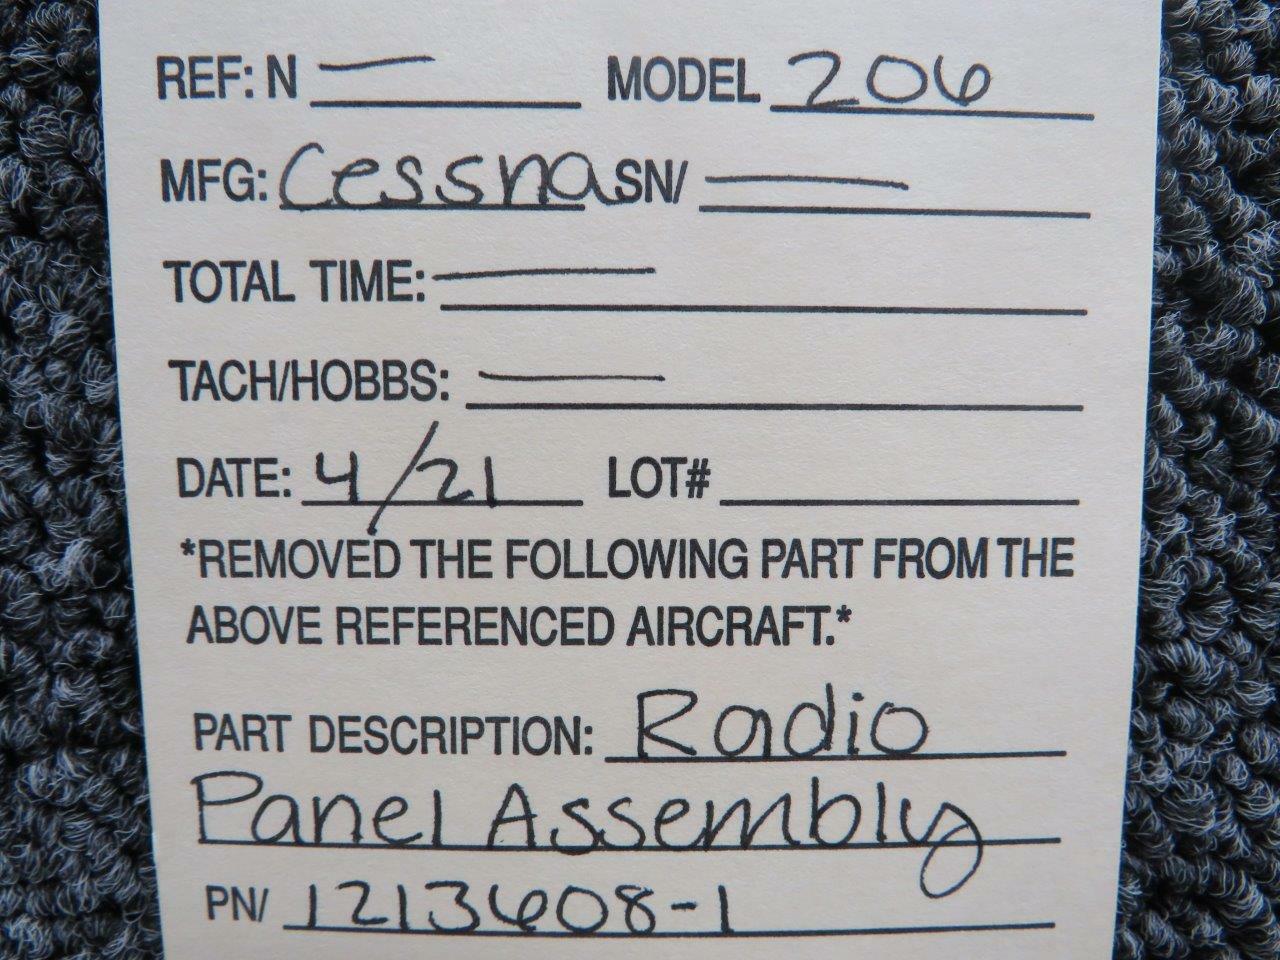 REF: N — MODEL 206
MFG: Cessna SN/ —
TOTAL TIME: —
TACH/HOBBS: —
DATE: 4/21 LOT#
*REMOVED THE FOLLOWING PART FROM THE
ABOVE REFERENCED AIRCRAFT.*
PART DESCRIPTION: Radio
Panel Assembly
PN/ 1213608-1